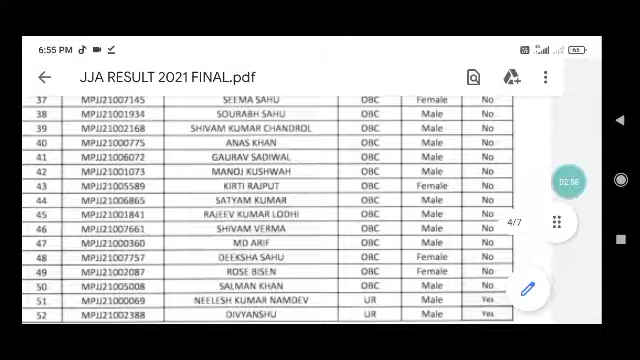 6:55 PM 65
JJA RESULT 2021 FINAL.pdf
37 MPJJ21007145 SEEMA SAHU OBC Female No
38 MPJJ21001934 SOURABH SAHU OBC Male No
39 MPJJ21002168 SHIVAM KUMAR CHANDROL OBC Male No
40 MPJJ21000775 ANAS KHAN OBC Male No
41 MPJJ21006072 GAURAV SADIWAL OBC Male No
42 MPJJ21001073 MANOJ KUSHWAH OBC Male No
43 MPJJ21005589 KIRTI RAJPUT OBC Female No
44 MPJJ21006865 SATYAM KUMAR OBC Male No
45 MPJJ21001841 RAJEEV KUMAR LODHI OBC Male No
46 MPJJ21007661 SHIVAM VERMA OBC Male No
47 MPJJ21000360 MD ARIF OBC Male No
48 MPJJ21007757 DEEKSHA SAHU OBC Female No
49 MPJJ21002087 ROSE BISEN OBC Female No
50 MPJJ21005008 SALMAN KHAN OBC Male No
51 MPJJ21000069 NEELESH KUMAR NAMDEV UR Male Yes
52 MPJJ21002388 DIVYANSHU UR Male Yes
4/7
02:56